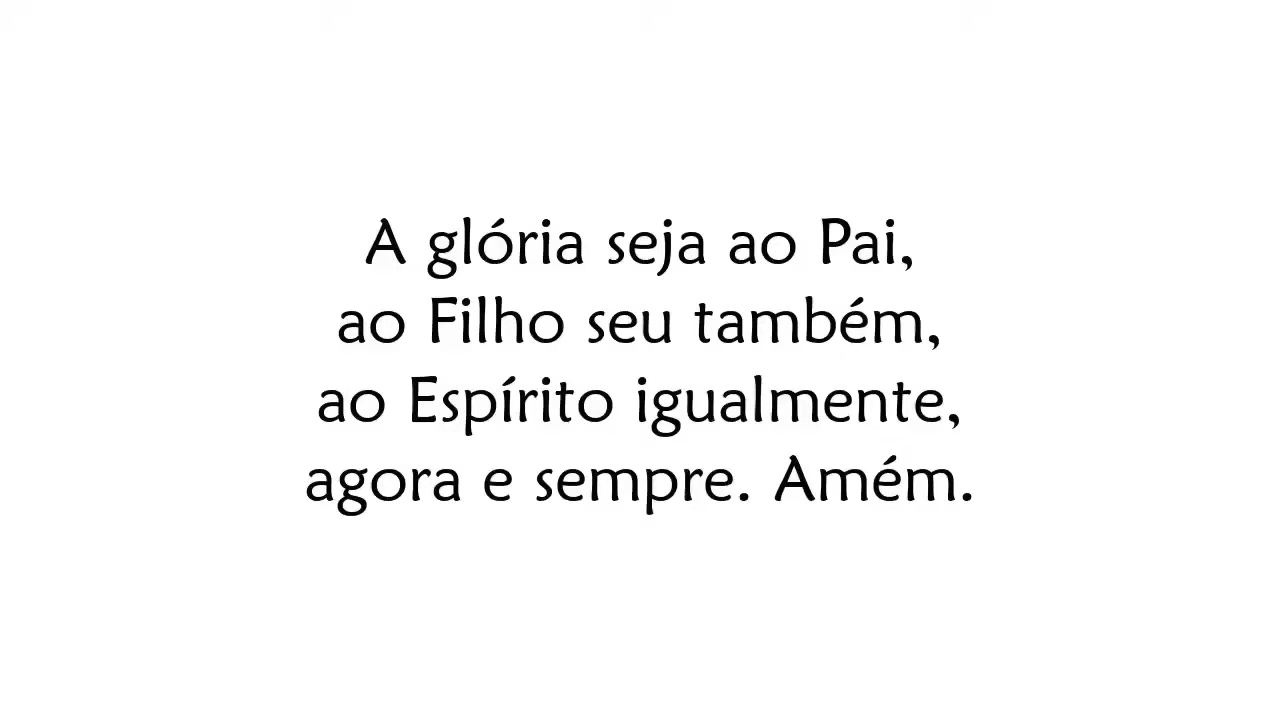 A glória seja ao Pai,
ao Filho seu também,
ao Espírito igualmente,
agora e sempre. Amém.